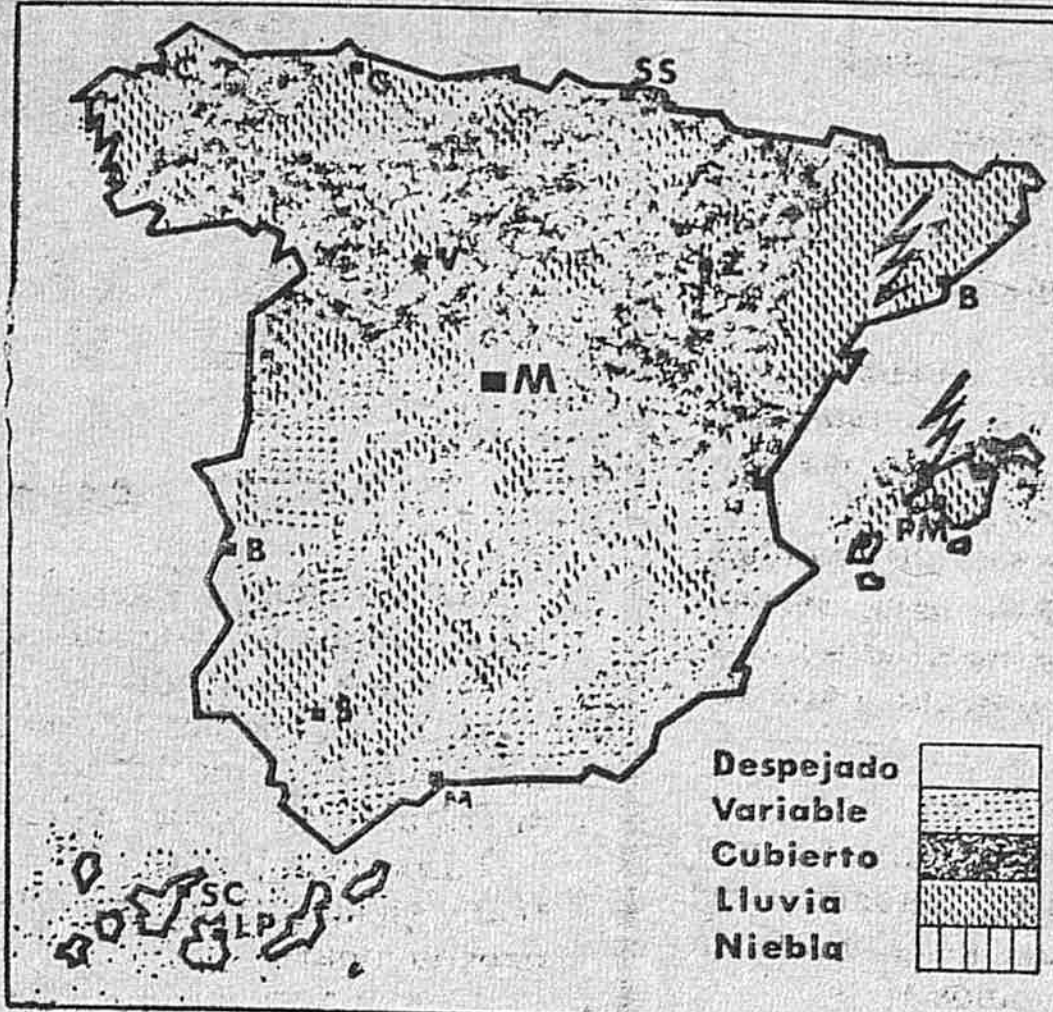 C
G
SS
V
Z
B
M
PM
B
S
M
SC
LP
Despejado
Variable
Cubierto
Lluvia
Niebla